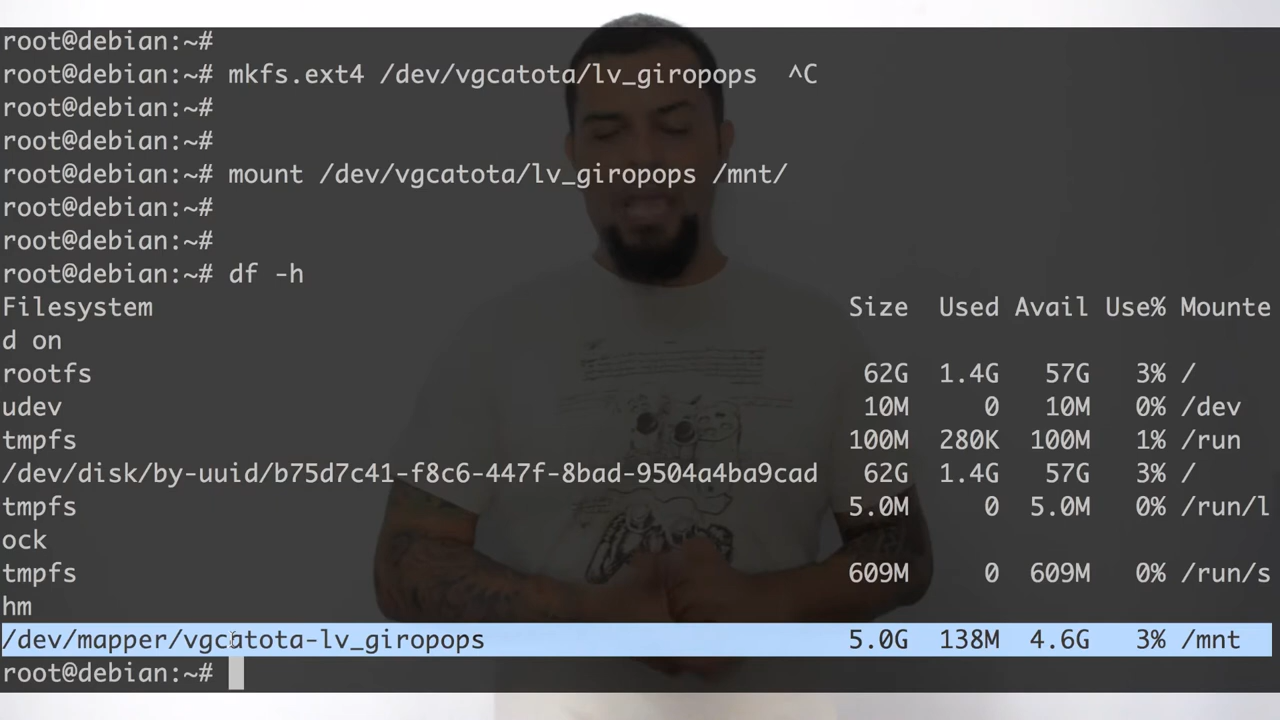 root@debian:~#
root@debian:~# mkfs.ext4 /dev/vgcatota/lv_giropops  ^C
root@debian:~#
root@debian:~#
root@debian:~# mount /dev/vgcatota/lv_giropops /mnt/
root@debian:~#
root@debian:~#
root@debian:~# df -h
Filesystem Size Used Avail Use% Mounte
d on
rootfs 62G 1.4G 57G 3% /
udev 10M 0 10M 0% /dev
tmpfs 100M 280K 100M 1% /run
/dev/disk/by-uuid/b75d7c41-f8c6-447f-8bad-9504a4ba9cad 62G 1.4G 57G 3% /
tmpfs 5.0M 0 5.0M 0% /run/l
ock
tmpfs 609M 0 609M 0% /run/s
hm
/dev/mapper/vgcatota-lv_giropops 5.0G 138M 4.6G 3% /mnt
root@debian:~#